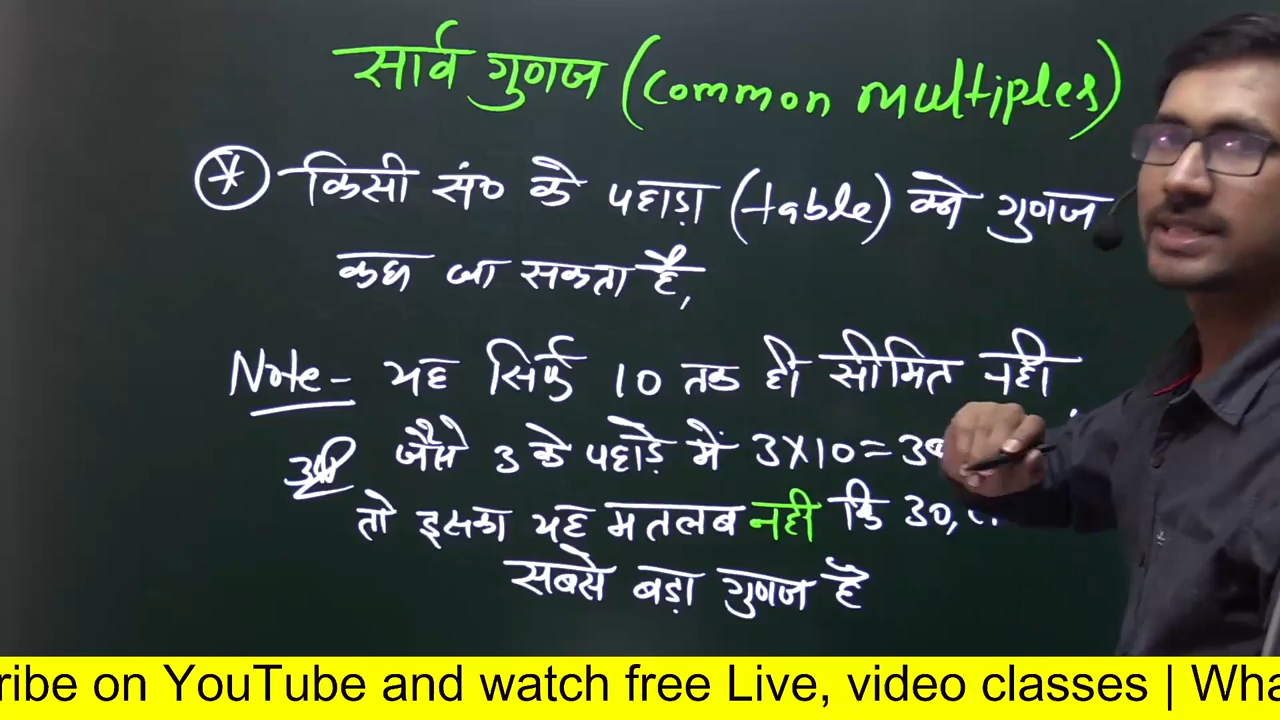 सार्व गुणज (common multiples)
* किसी सं० के पहाड़ा (table) को गुणज
कहा जा सकता है,
Note- यह सिर्फ 10 तक ही सीमित नही
जैसे 3 के पहाड़े में 3×10=30
तो इसका यह मतलब नही कि 30,
सबसे बड़ा गुणज है
ribe on YouTube and watch free Live, video classes | Wha